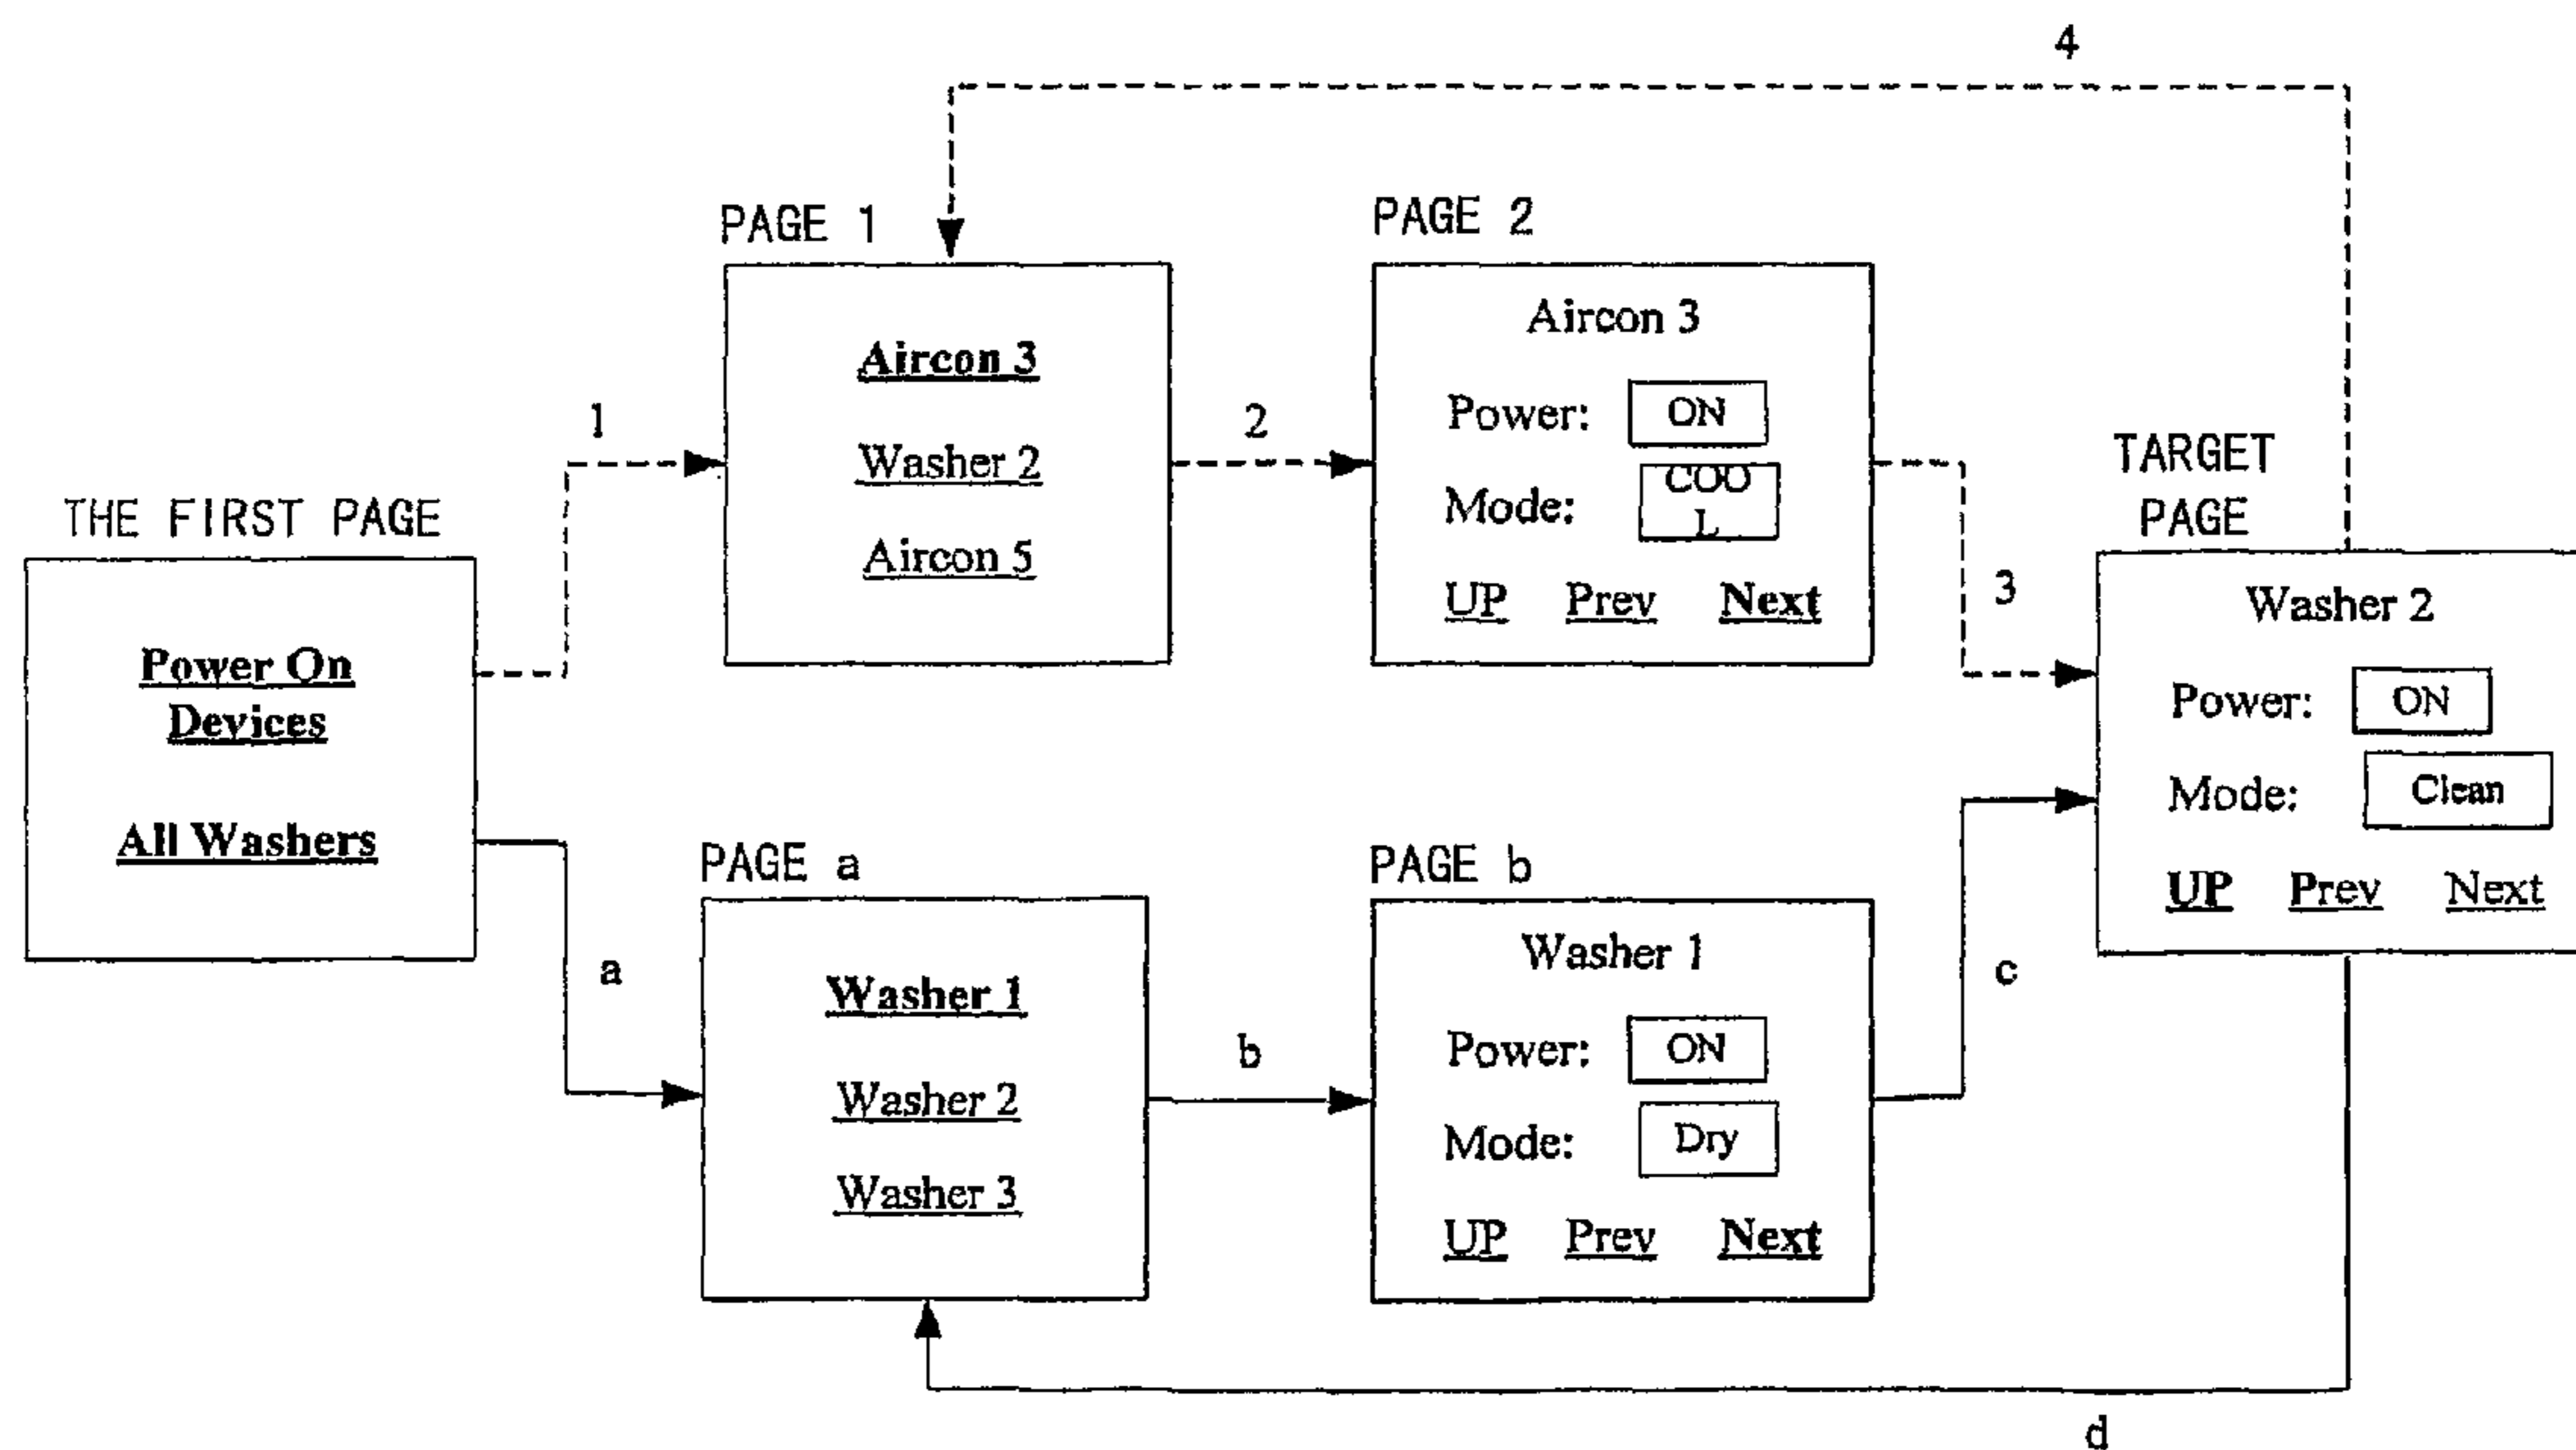 4
PAGE 1
Aircon 3
Washer 2
Aircon 5
PAGE 2
Aircon 3
Power: ON
Mode: COO
L
UP Prev Next
1
2
3
THE FIRST PAGE
Power On
Devices
All Washers
TARGET
PAGE
Washer 2
Power: ON
Mode: Clean
UP Prev Next
a
PAGE a
Washer 1
Washer 2
Washer 3
b
PAGE b
Washer 1
Power: ON
Mode: Dry
UP Prev Next
c
d